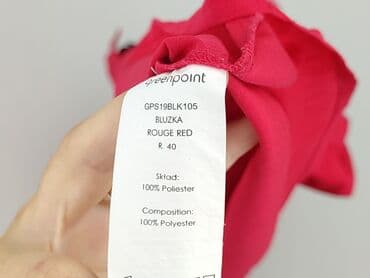 greenpoint
GPS19BLK105
BLUZKA
ROUGE RED
R. 40
Skład:
100% Poliester
Composition:
100% Polyester